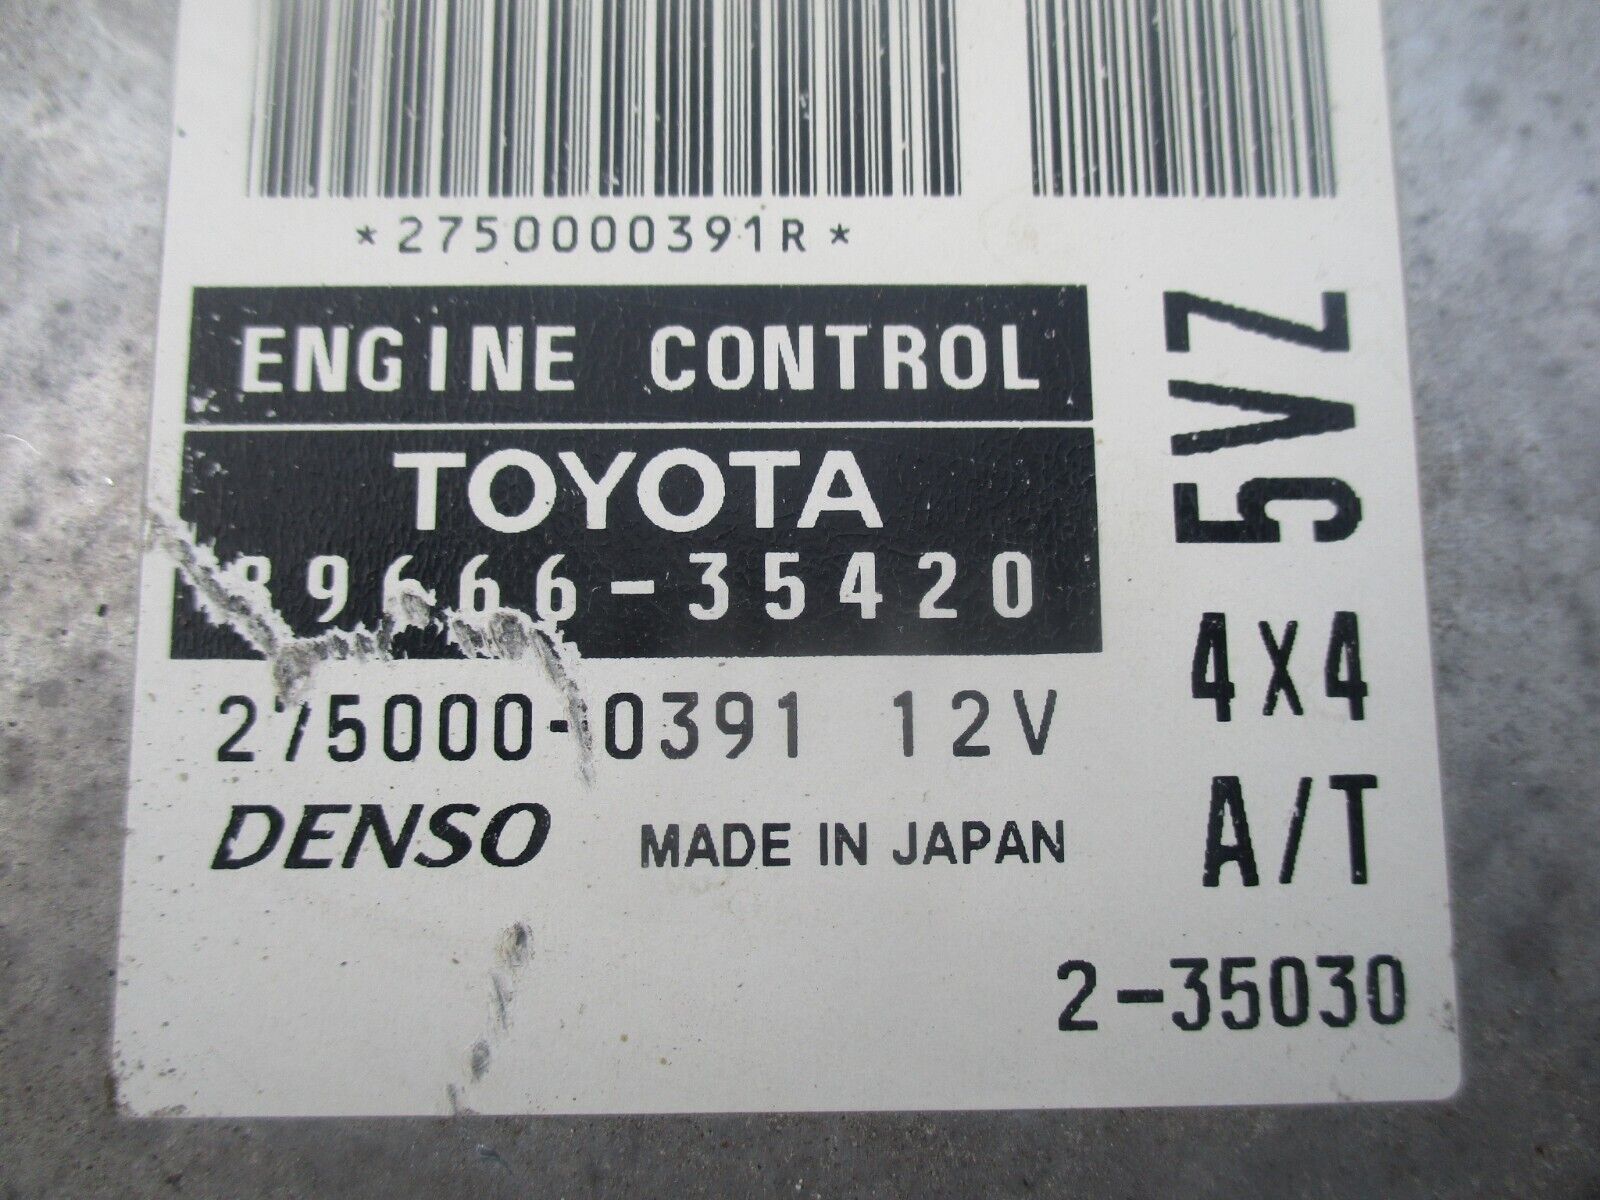 *2750000391R*
ENGINE CONTROL
TOYOTA
89666-35420
275000-0391 12V
DENSO MADE IN JAPAN
5VZ
4X4
A/T
2-35030